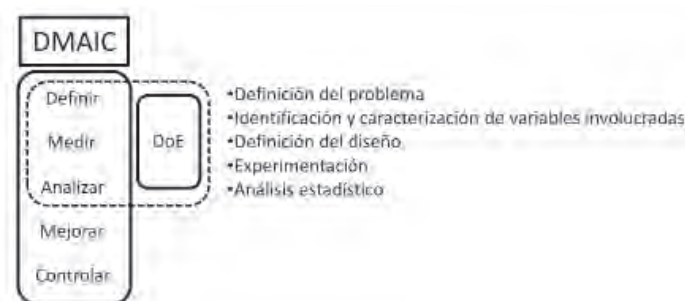 DMAIC
Definir
Medir
Analizar
Mejorar
Controlar
DoE
•Definición del problema
•Identificación y caracterización de variables involucradas
•Definición del diseño
•Experimentación
•Análisis estadístico